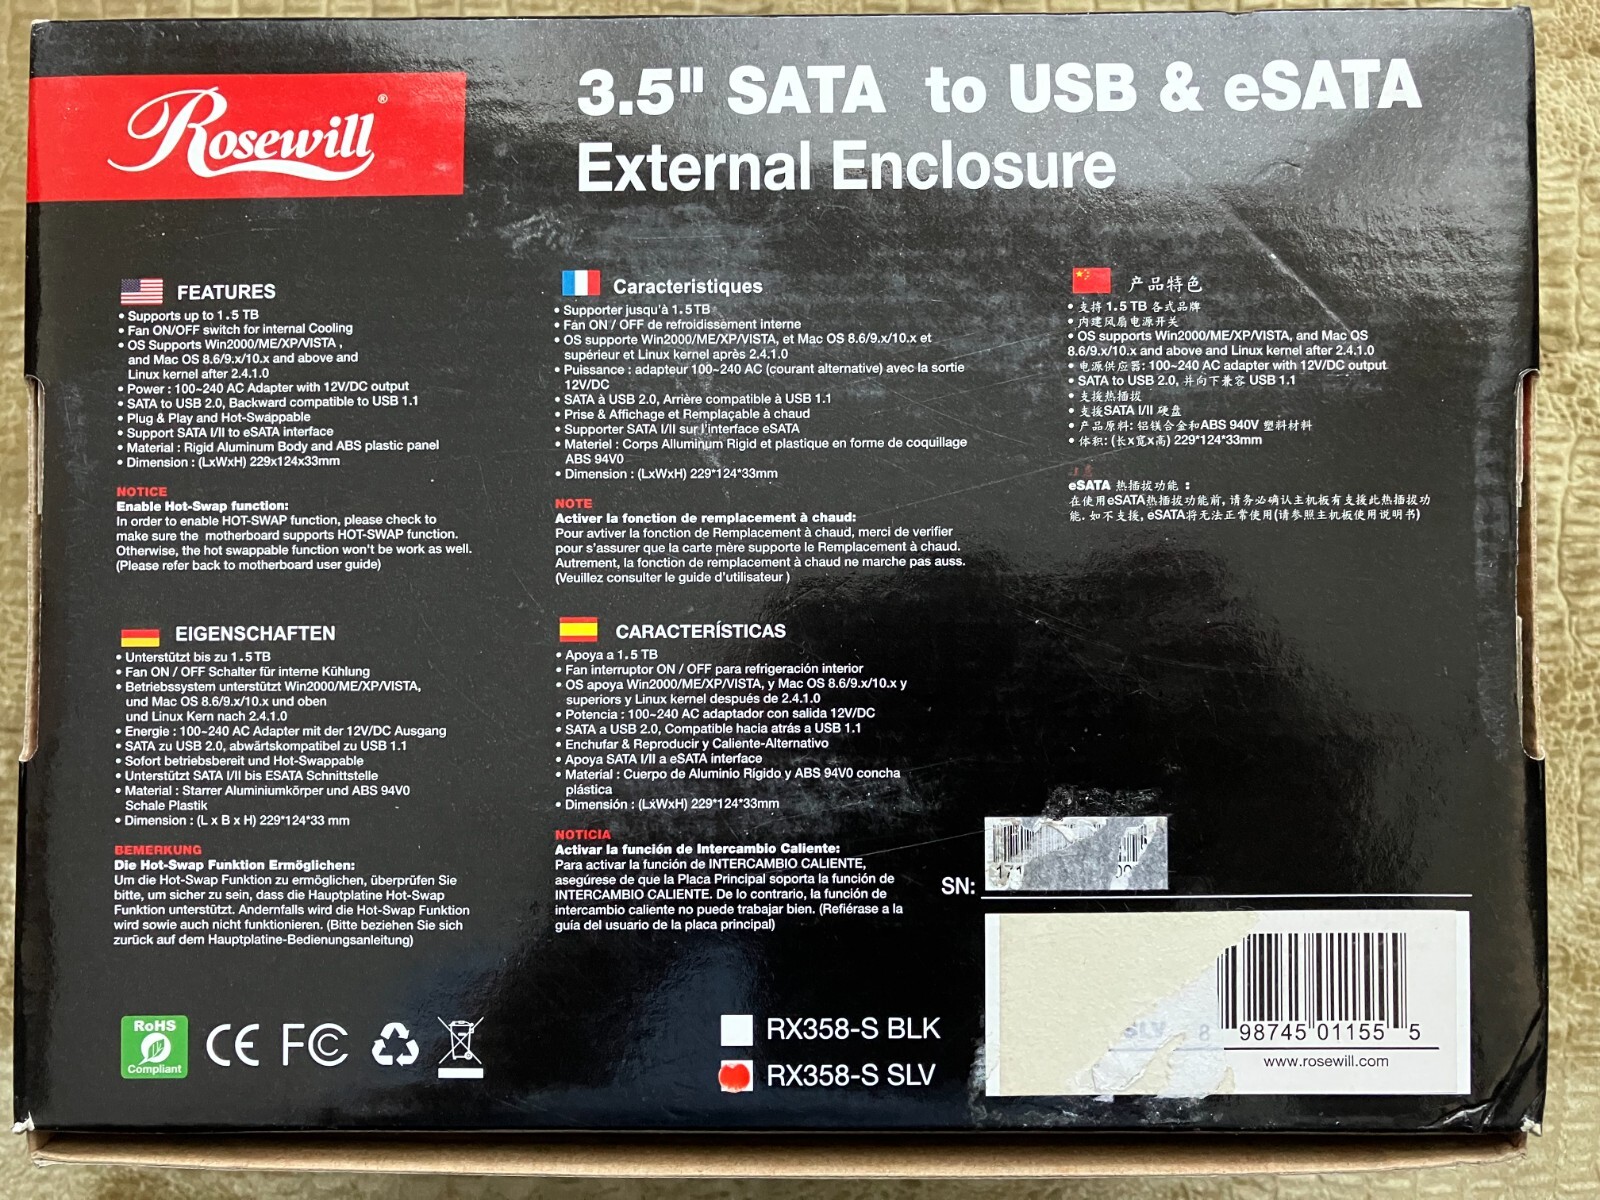 Rosewill®
3.5" SATA to USB & eSATA
External Enclosure
FEATURES
• Supports up to 1.5 TB
• Fan ON/OFF switch for internal Cooling
• OS Supports Win2000/ME/XP/VISTA ,
and Mac OS 8.6/9.x/10.x and above and
Linux kernel after 2.4.1.0
• Power : 100~240 AC Adapter with 12V/DC output
• SATA to USB 2.0, Backward compatible to USB 1.1
• Plug & Play and Hot-Swappable
• Support SATA I/II to eSATA interface
• Material : Rigid Aluminum Body and ABS plastic panel
• Dimension : (LxWxH) 229x124x33mm
NOTICE
Enable Hot-Swap function:
In order to enable HOT-SWAP function, please check to
make sure the motherboard supports HOT-SWAP function.
Otherwise, the hot swappable function won't be work as well.
(Please refer back to motherboard user guide)
Caracteristiques
• Supporter jusqu'à 1.5TB
• Fán ON / OFF de refroidissement interne
• OS supporte Win2000/ME/XP/VISTA, et Mac OS 8.6/9.x/10.x et
supérieur et Linux kernel après 2.4.1.0
• Puissance : adapteur 100~240 AC (courant alternative) avec la sortie
12V/DC
• SATA à USB 2.0, Arrière compatible à USB 1.1
• Prise & Affichage et Remplaçable à chaud
• Supporter SATA I/II sur l'interface eSATA
• Materiel : Corps Alluminum Rigid et plastique en forme de coquillage
ABS 94V0
• Dimension : (LxWxH) 229*124*33mm
NOTE
Activer la fonction de remplacement à chaud:
Pour avtiver la fonction de Remplacement à chaud, merci de verifier
pour s'assurer que la carte mère supporte le Remplacement à chaud.
Autrement, la fonction de remplacement à chaud ne marche pas auss.
(Veuillez consulter le guide d'utilisateur )
产品特色
• 支持 1.5 TB 各式品牌
• 内建风扇电源开关
• OS Supports Win2000/ME/XP/VISTA, and Mac OS
8.6/9.x/10.x and above and Linux kernel after 2.4.1.0
• 电源供应器: 100~240 AC adapter with 12V/DC output
• SATA to USB 2.0, 并向下兼容 USB 1.1
• 支援热插拔
• 支援SATA I/II 硬盘
• 产品原料: 铝镁合金和ABS 940V 塑料材料
• 体积: (长x宽x高) 229*124*33mm
注意
eSATA 热插拔功能 :
在使用eSATA热插拔功能前, 请务必确认主机板有支援此热插拔功
能. 如不支援, eSATA将无法正常使用(请参照主机板使用说明书)
EIGENSCHAFTEN
• Unterstützt bis zu 1.5TB
• Fan ON / OFF Schalter für interne Kühlung
• Betriebssystem unterstützt Win2000/ME/XP/VISTA,
und Mac OS 8.6/9.x/10.x und oben
und Linux Kern nach 2.4.1.0
• Energie : 100~240 AC Adapter mit der 12V/DC Ausgang
• SATA zu USB 2.0, abwärtskompatibel zu USB 1.1
• Sofort betriebsbereit und Hot-Swappable
• Unterstützt SATA I/II bis ESATA Schnittstelle
• Material : Starrer Aluminiumkörper und ABS 94V0
Schale Plastik
• Dimension : (L x B x H) 229*124*33 mm
BEMERKUNG
Die Hot-Swap Funktion Ermöglichen:
Um die Hot-Swap Funktion zu ermöglichen, überprüfen Sie
bitte, um sicher zu sein, dass die Hauptplatine Hot-Swap
Funktion unterstützt. Andernfalls wird die Hot-Swap Funktion
wird sowie auch nicht funktionieren. (Bitte beziehen Sie sich
zurück auf dem Hauptplatine-Bedienungsanleitung)
CARACTERÍSTICAS
• Apoya a 1.5 TB
• Fan interruptor ON / OFF para refrigeración interior
• OS apoya Win2000/ME/XP/VISTA, y Mac OS 8.6/9.x/10.x y
superiors y Linux kernel después de 2.4.1.0
• Potencia : 100~240 AC adaptador con salida 12V/DC
• SATA a USB 2.0, Compatible hacia atrás a USB 1.1
• Enchufar & Reproducir y Caliente-Alternativo
• Apoya SATA I/II a eSATA interface
• Material : Cuerpo de Aluminio Rígido y ABS 94V0 concha
plástica
• Dimensión : (LxWxH) 229*124*33mm
NOTICIA
Activar la función de Intercambio Caliente:
Para activar la función de INTERCAMBIO CALIENTE,
asegúrese de que la Placa Principal soporta la función de
INTERCAMBIO CALIENTE. De lo contrario, la función de
intercambio caliente no puede trabajar bien. (Refiérase a la
guía del usuario de la placa principal)
SN:
171
RoHS
Compliant
CE FC
RX358-S BLK
RX358-S SLV
8 98745 01155 5
www.rosewill.com